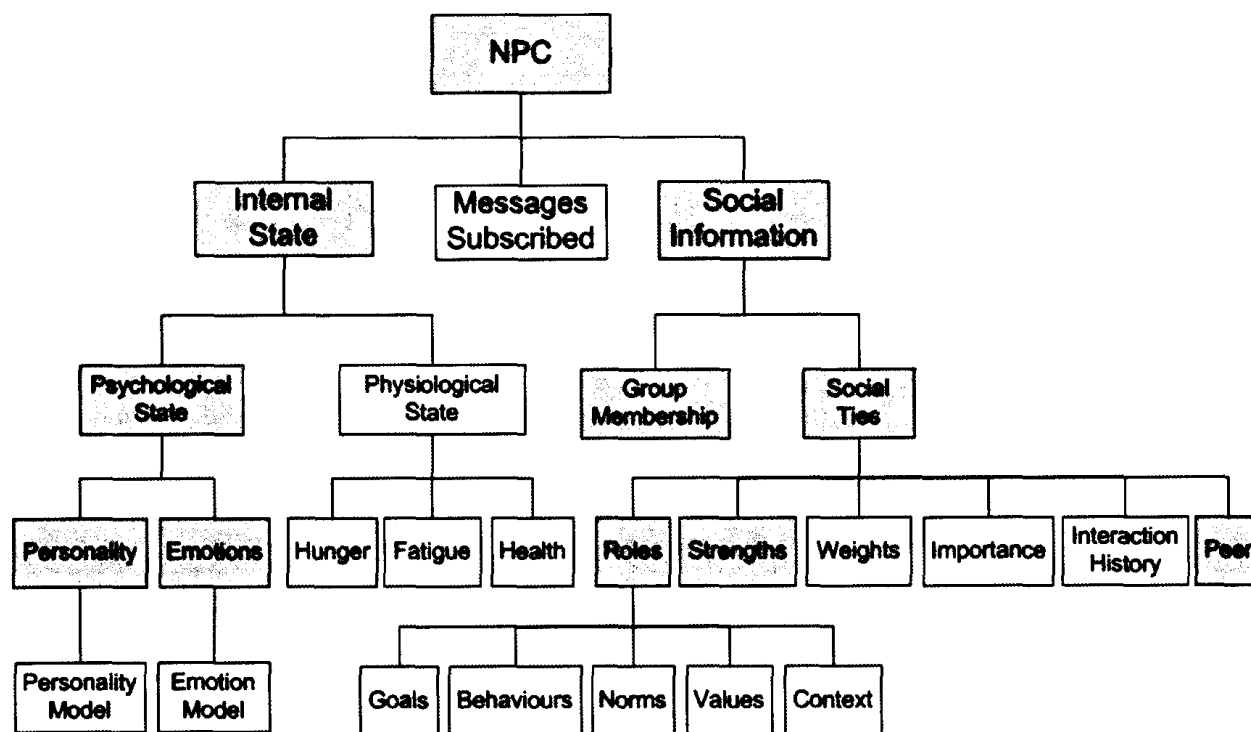 NPC
Internal
State
Messages
Subscribed
Social
Information
Psychological
State
Physiological
State
Group
Membership
Social
Ties
Personality
Emotions
Hunger
Fatigue
Health
Roles
Strengths
Weights
Importance
Interaction
History
Peer
Personality
Model
Emotion
Model
Goals
Behaviours
Norms
Values
Context